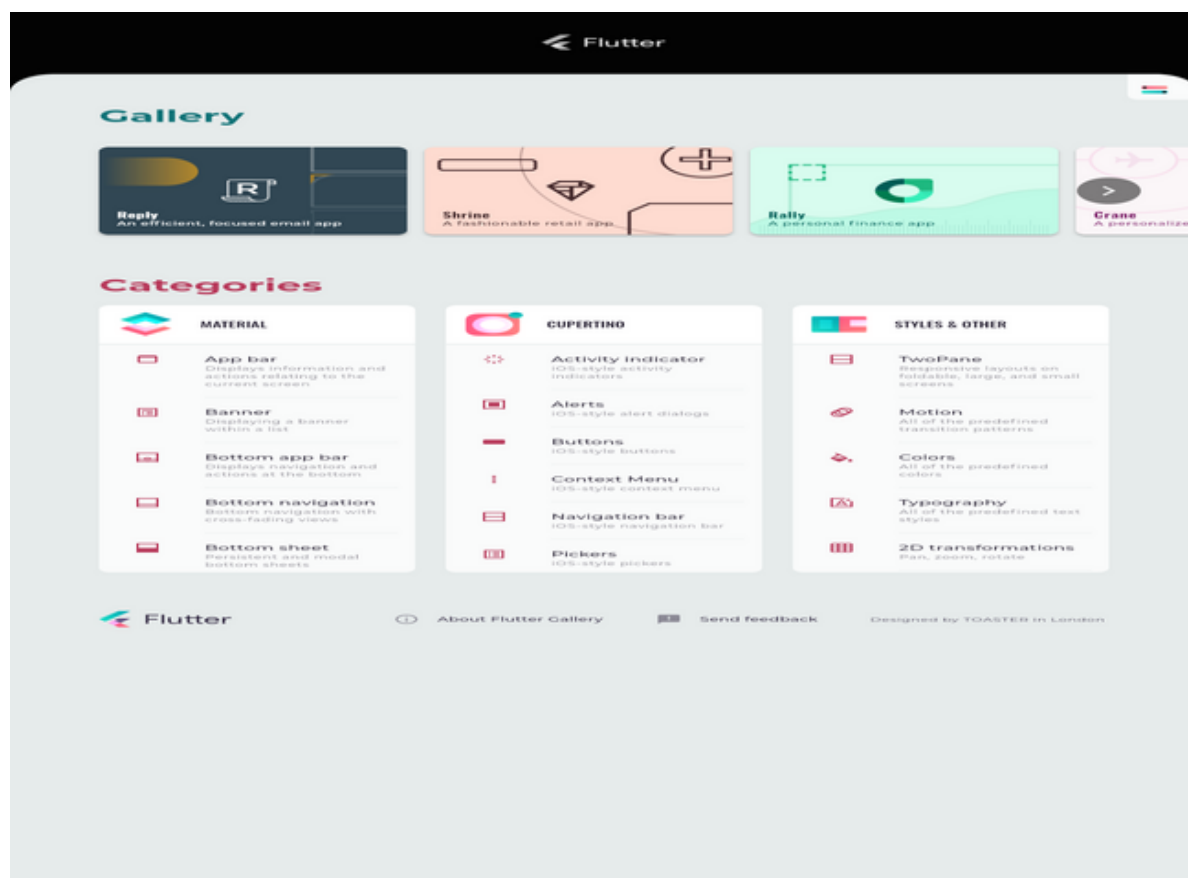 Flutter
Gallery
Reply
An efficient, focused email app
Shrine
A fashionable retail app
Rally
A personal finance app
Crane
A personalize
Categories
MATERIAL
App bar
Displays information and
actions relating to the
current screen
Banner
Displaying a banner
within a list
Bottom app bar
Displays navigation and
actions at the bottom
Bottom navigation
Bottom navigation with
cross-fading views
Bottom sheet
Persistent and modal
bottom sheets
CUPERTINO
Activity indicator
iOS-style activity
indicators
Alerts
iOS-style alert dialogs
Buttons
iOS-style buttons
Context Menu
iOS-style context menu
Navigation bar
iOS-style navigation bar
Pickers
iOS-style pickers
STYLES & OTHER
TwoPane
Responsive layouts on
foldable, large, and small
screens
Motion
All of the predefined
transition patterns
Colors
All of the predefined
colors
Typography
All of the predefined text
styles
2D transformations
Pan, zoom, rotate
Flutter
About Flutter Gallery
Send feedback
Designed by TOASTER in London